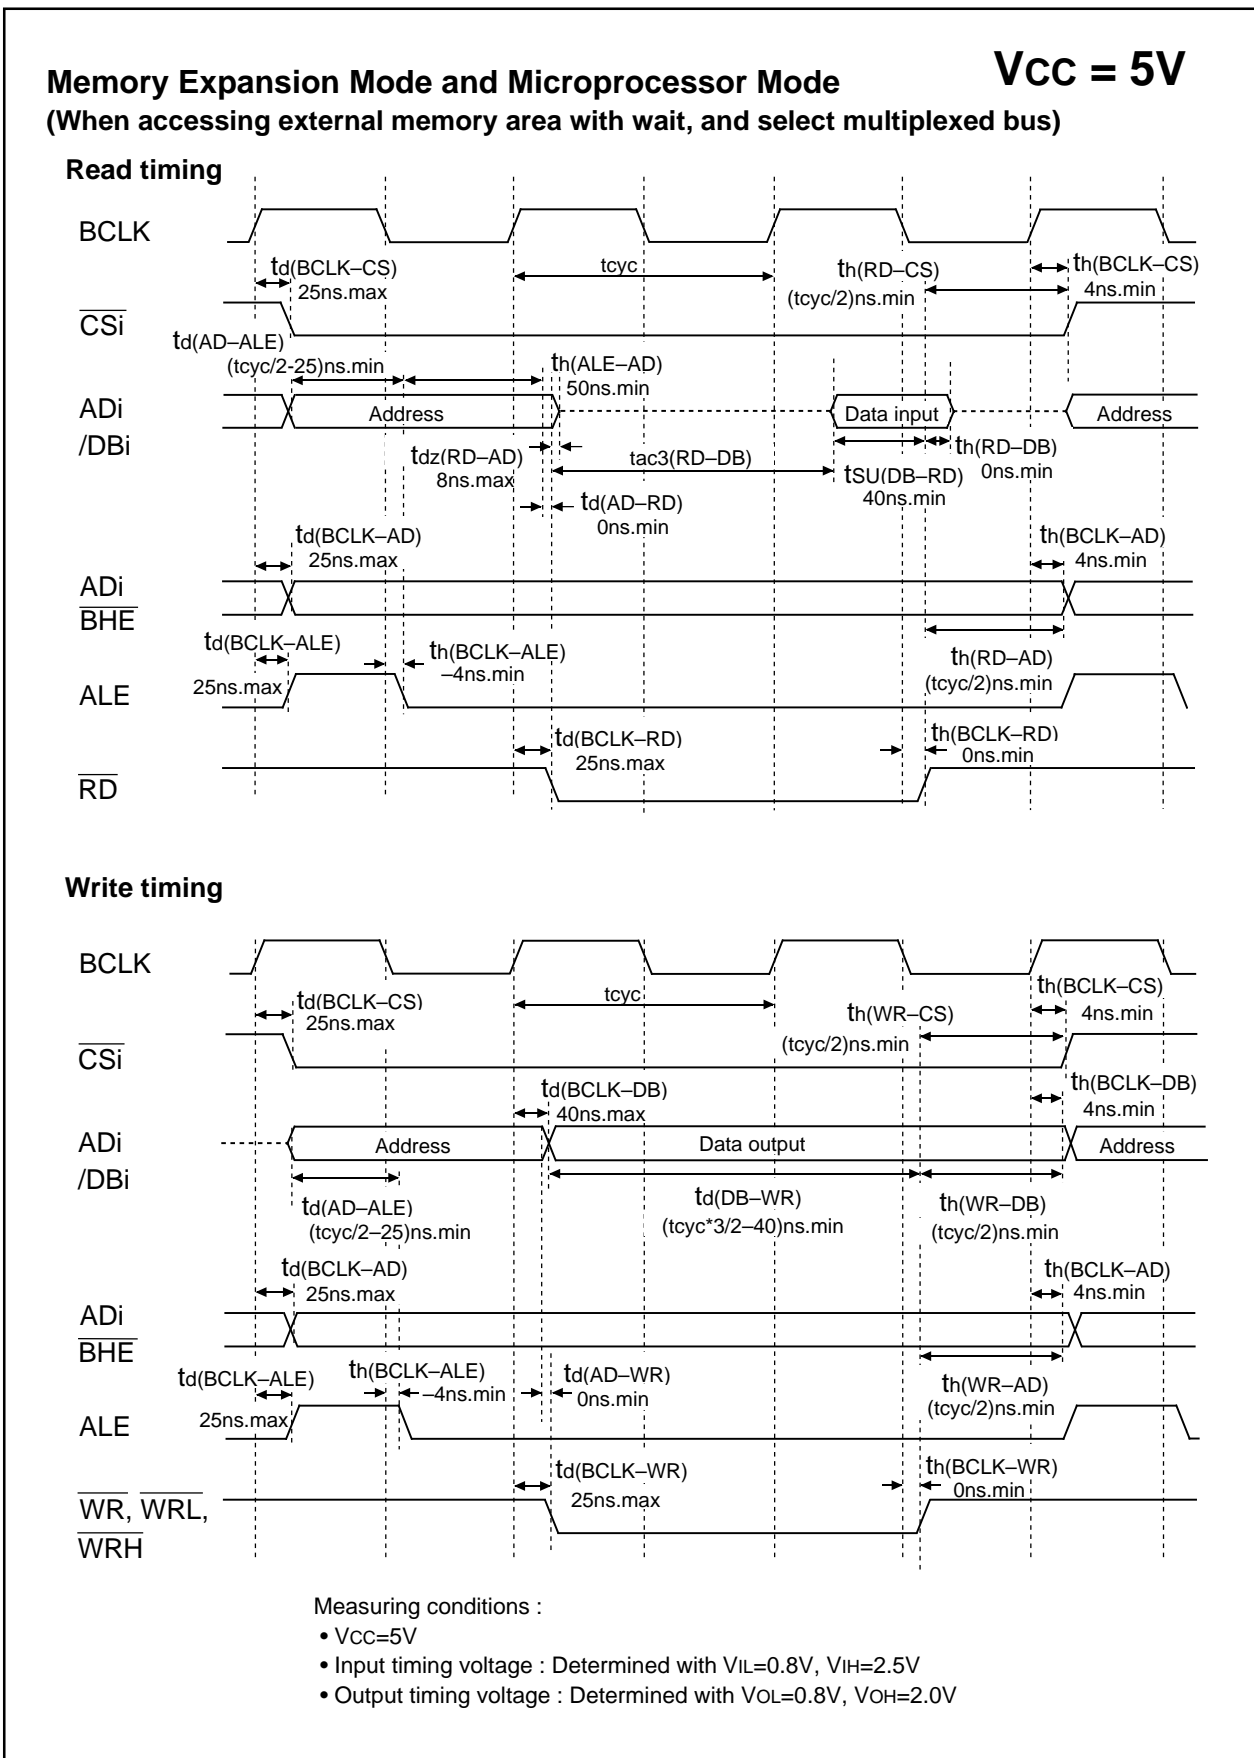 VCC = 5V
Memory Expansion Mode and Microprocessor Mode
(When accessing external memory area with wait, and select multiplexed bus)
Read timing
BCLK
td(BCLK–CS)
25ns.max
tcyc
th(RD–CS)
(tcyc/2)ns.min
th(BCLK–CS)
4ns.min
CSi
td(AD–ALE)
(tcyc/2-25)ns.min
th(ALE–AD)
50ns.min
ADi
/DBi
Address
Data input
Address
tdz(RD–AD)
8ns.max
tac3(RD–DB)
tSU(DB–RD)
40ns.min
th(RD–DB)
0ns.min
td(AD–RD)
0ns.min
td(BCLK–AD)
25ns.max
th(BCLK–AD)
4ns.min
ADi
BHE
td(BCLK–ALE)
25ns.max
th(BCLK–ALE)
–4ns.min
th(RD–AD)
(tcyc/2)ns.min
ALE
td(BCLK–RD)
25ns.max
th(BCLK–RD)
0ns.min
RD
Write timing
BCLK
td(BCLK–CS)
25ns.max
tcyc
th(WR–CS)
(tcyc/2)ns.min
th(BCLK–CS)
4ns.min
CSi
td(BCLK–DB)
40ns.max
th(BCLK–DB)
4ns.min
ADi
/DBi
Address
Data output
Address
td(AD–ALE)
(tcyc/2–25)ns.min
td(DB–WR)
(tcyc*3/2–40)ns.min
th(WR–DB)
(tcyc/2)ns.min
td(BCLK–AD)
25ns.max
th(BCLK–AD)
4ns.min
ADi
BHE
td(BCLK–ALE)
25ns.max
th(BCLK–ALE)
–4ns.min
td(AD–WR)
0ns.min
th(WR–AD)
(tcyc/2)ns.min
ALE
td(BCLK–WR)
25ns.max
th(BCLK–WR)
0ns.min
WR, WRL,
WRH
Measuring conditions :
• VCC=5V
• Input timing voltage : Determined with VIL=0.8V, VIH=2.5V
• Output timing voltage : Determined with VOL=0.8V, VOH=2.0V